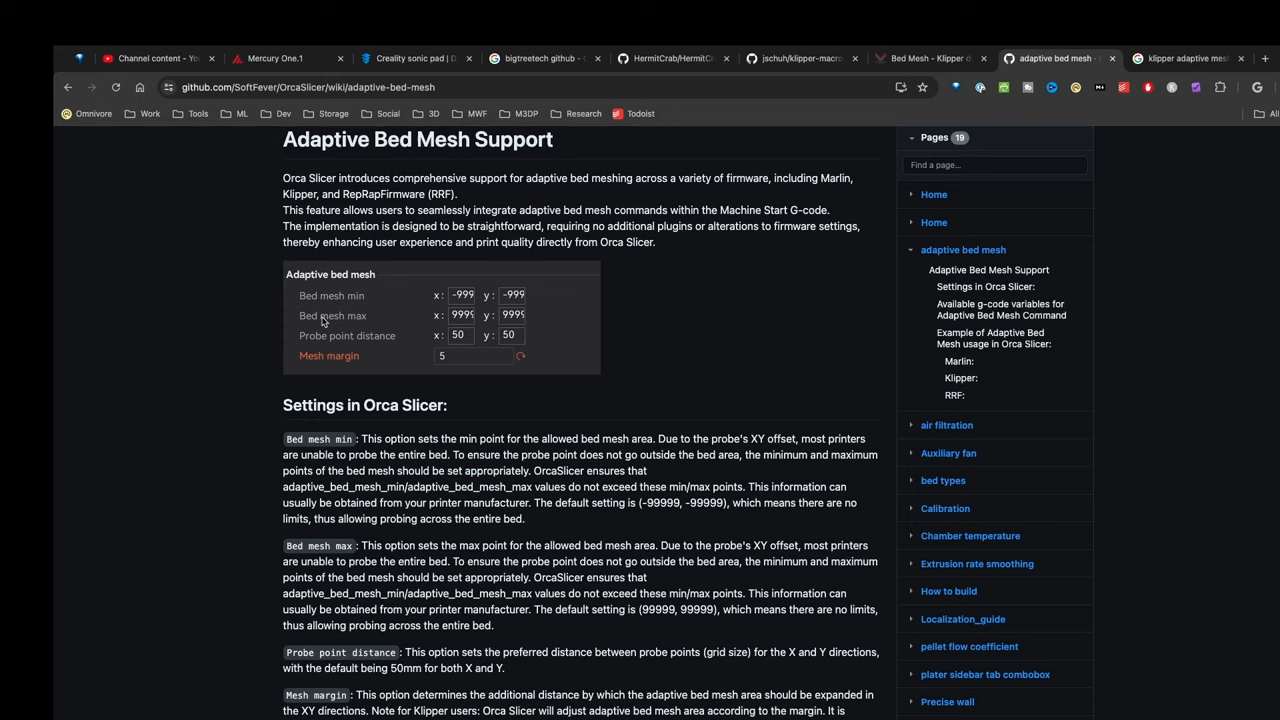 Channel content - Yo
Mercury One.1
Creality sonic pad | D
bigtreetech github - G
HermitCrab/HermitC
jschuh/klipper-macro
Bed Mesh - Klipper d
adaptive bed mesh ·
klipper adaptive mes
github.com/SoftFever/OrcaSlicer/wiki/adaptive-bed-mesh
Omnivore
Work
Tools
ML
Dev
Storage
Social
3D
MWF
M3DP
Research
Todoist
All
Adaptive Bed Mesh Support
Orca Slicer introduces comprehensive support for adaptive bed meshing across a variety of firmware, including Marlin,
Klipper, and RepRapFirmware (RRF).
This feature allows users to seamlessly integrate adaptive bed mesh commands within the Machine Start G-code.
The implementation is designed to be straightforward, requiring no additional plugins or alterations to firmware settings,
thereby enhancing user experience and print quality directly from Orca Slicer.
Adaptive bed mesh
Bed mesh min x: -999 y: -999
Bed mesh max x: 9999 y: 9999
Probe point distance x: 50 y: 50
Mesh margin 5
Settings in Orca Slicer:
Bed mesh min : This option sets the min point for the allowed bed mesh area. Due to the probe's XY offset, most printers
are unable to probe the entire bed. To ensure the probe point does not go outside the bed area, the minimum and maximum
points of the bed mesh should be set appropriately. OrcaSlicer ensures that
adaptive_bed_mesh_min/adaptive_bed_mesh_max values do not exceed these min/max points. This information can
usually be obtained from your printer manufacturer. The default setting is (-99999, -99999), which means there are no
limits, thus allowing probing across the entire bed.
Bed mesh max : This option sets the max point for the allowed bed mesh area. Due to the probe's XY offset, most printers
are unable to probe the entire bed. To ensure the probe point does not go outside the bed area, the minimum and maximum
points of the bed mesh should be set appropriately. OrcaSlicer ensures that
adaptive_bed_mesh_min/adaptive_bed_mesh_max values do not exceed these min/max points. This information can
usually be obtained from your printer manufacturer. The default setting is (99999, 99999), which means there are no limits,
thus allowing probing across the entire bed.
Probe point distance : This option sets the preferred distance between probe points (grid size) for the X and Y directions,
with the default being 50mm for both X and Y.
Mesh margin : This option determines the additional distance by which the adaptive bed mesh area should be expanded in
the XY directions. Note for Klipper users: Orca Slicer will adjust adaptive bed mesh area according to the margin. It is
Pages 19
Find a page...
Home
Home
adaptive bed mesh
Adaptive Bed Mesh Support
Settings in Orca Slicer:
Available g-code variables for
Adaptive Bed Mesh Command
Example of Adaptive Bed
Mesh usage in Orca Slicer:
Marlin:
Klipper:
RRF:
air filtration
Auxiliary fan
bed types
Calibration
Chamber temperature
Extrusion rate smoothing
How to build
Localization_guide
pellet flow coefficient
plater sidebar tab combobox
Precise wall